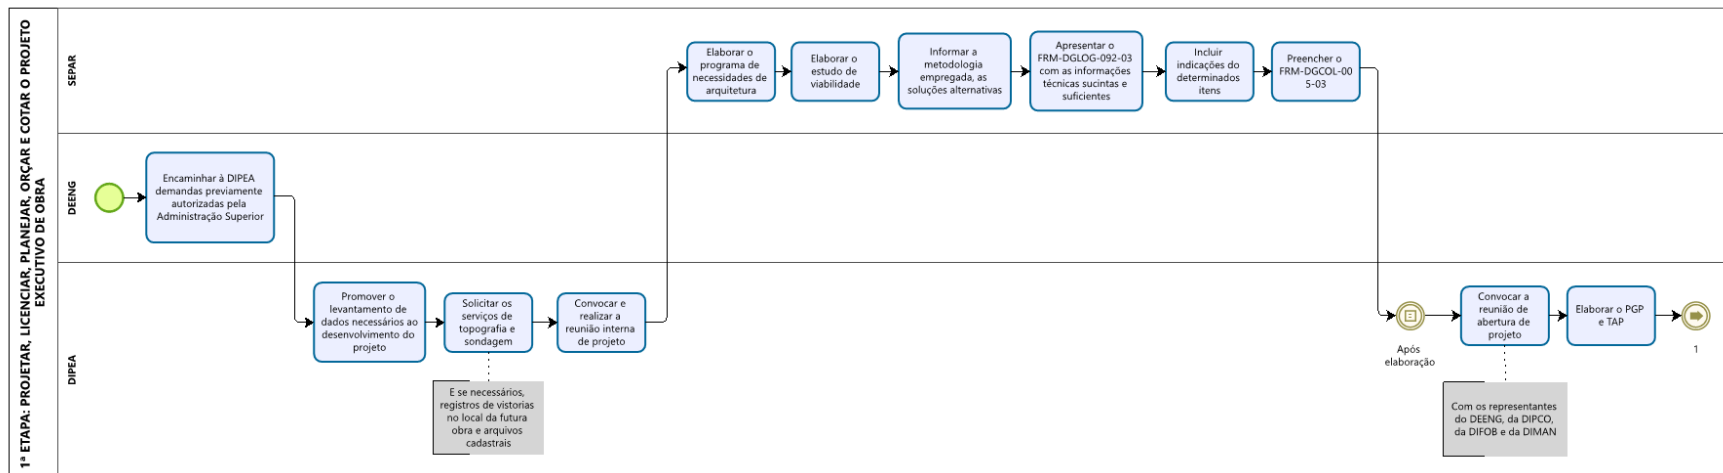 1ª ETAPA: PROJETAR, LICENCIAR, PLANEJAR, ORÇAR E COTAR O PROJETO
EXECUTIVO DE OBRA
SEPAR
Elaborar o
programa de
necessidades de
arquitetura
Elaborar o
estudo de
viabilidade
Informar a
metodologia
empregada, as
soluções alternativas
Apresentar o
FRM-DGLOG-092-03
com as informações
técnicas sucintas e
suficientes
Incluir
indicações do
determinados
itens
Preencher o
FRM-DGCOL-00
5-03
DEENG
Encaminhar à DIPEA
demandas previamente
autorizadas pela
Administração Superior
DIPEA
Promover o
levantamento de
dados necessários ao
desenvolvimento do
projeto
Solicitar os
serviços de
topografia e
sondagem
Convocar e
realizar a
reunião interna
de projeto
E se necessários,
registros de vistorias
no local da futura
obra e arquivos
cadastrais
Após
elaboração
Convocar a
reunião de
abertura de
projeto
Elaborar o PGP
e TAP
1
Com os representantes
do DEENG, da DIPCO,
da DIFOB e da DIMAN